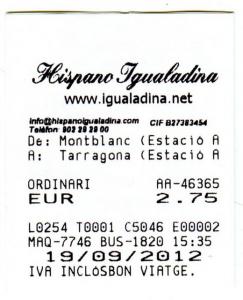 Hispano Igualadina
www.igualadina.net
info@hispanoigualadina.com CIF B27383454
Teléfon 902 29 29 00
De: Montblanc (Estació A
A: Tarragona (Estació A
ORDINARI AA-46365
EUR 2.75
L0254 T0001 C5046 E00002
MAQ-7746 BUS-1820 15:35
19/09/2012
IVA INCLÒSBON VIATGE.